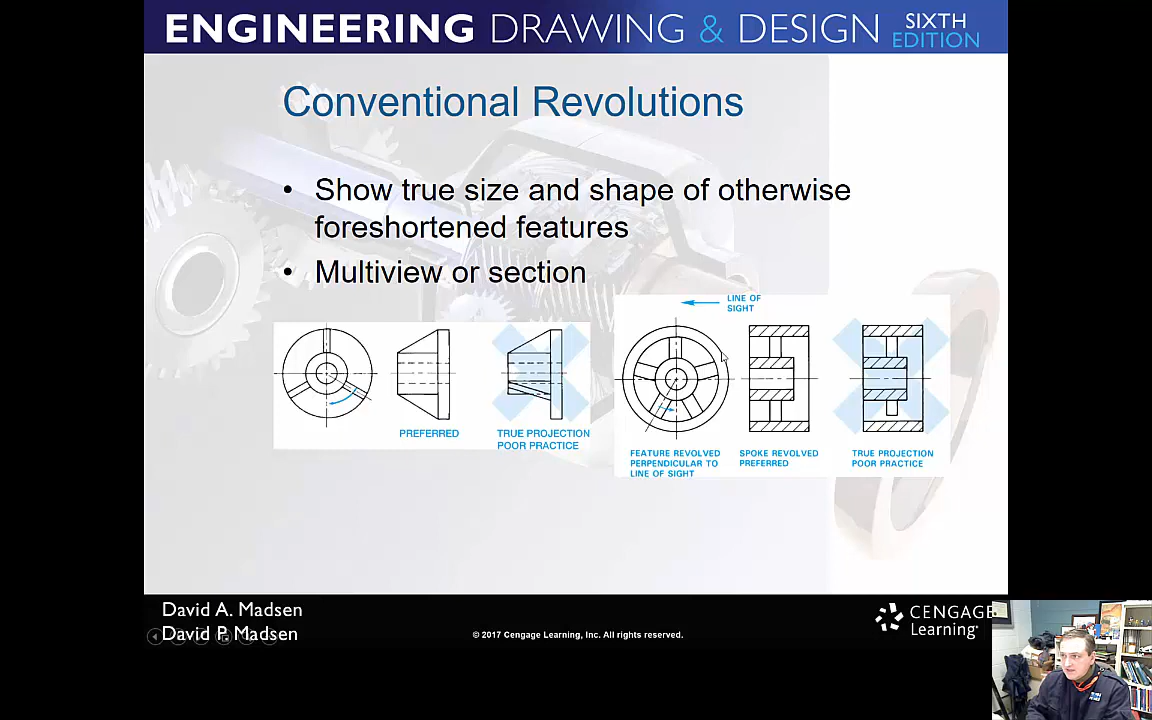 ENGINEERING DRAWING & DESIGN SIXTH EDITION
Conventional Revolutions
• Show true size and shape of otherwise
foreshortened features
• Multiview or section
LINE OF
SIGHT
PREFERRED
TRUE PROJECTION
POOR PRACTICE
FEATURE REVOLVED
PERPENDICULAR TO
LINE OF SIGHT
SPOKE REVOLVED
PREFERRED
TRUE PROJECTION
POOR PRACTICE
David A. Madsen
David P. Madsen
© 2017 Cengage Learning, Inc. All rights reserved.
CENGAGE
Learning®